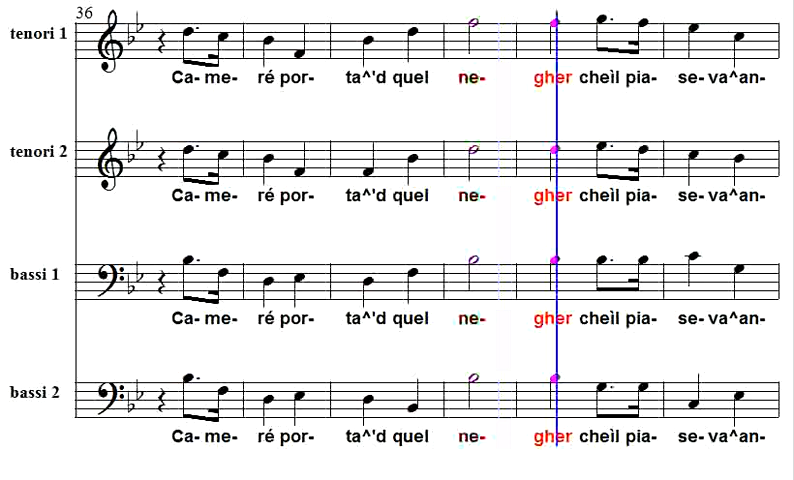 36
tenori 1
Ca- me- ré por- ta^'d quel ne- gher cheìl pia- se- va^an-
tenori 2
Ca- me- ré por- ta^'d quel ne- gher cheìl pia- se- va^an-
bassi 1
Ca- me- ré por- ta^'d quel ne- gher cheìl pia- se- va^an-
bassi 2
Ca- me- ré por- ta^'d quel ne- gher cheìl pia- se- va^an-